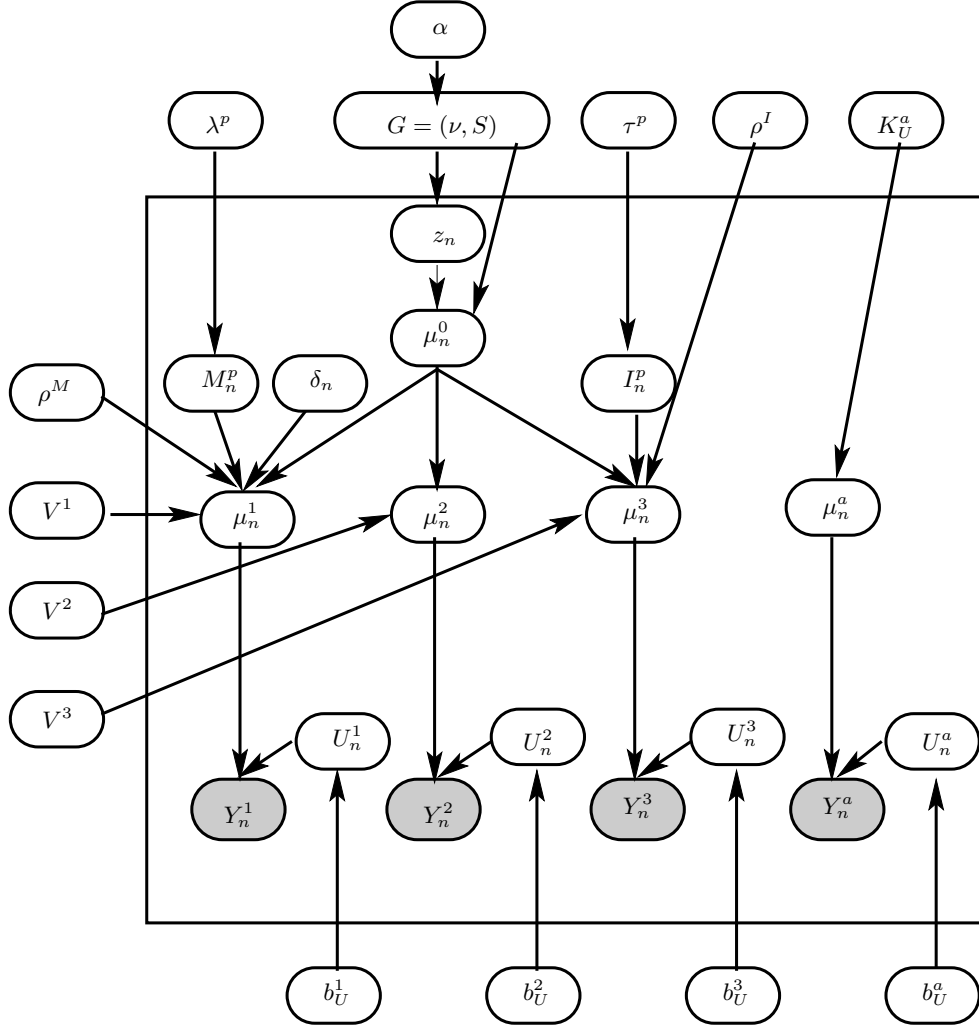 α
λ^p G = (ν, S) τ^p ρ^I K_U^a
z_n
μ_n^0
ρ^M M_n^p δ_n I_n^p
V^1 μ_n^1 μ_n^2 μ_n^3 μ_n^a
V^2
V^3
U_n^1 U_n^2 U_n^3 U_n^a
Y_n^1 Y_n^2 Y_n^3 Y_n^a
b_U^1 b_U^2 b_U^3 b_U^a